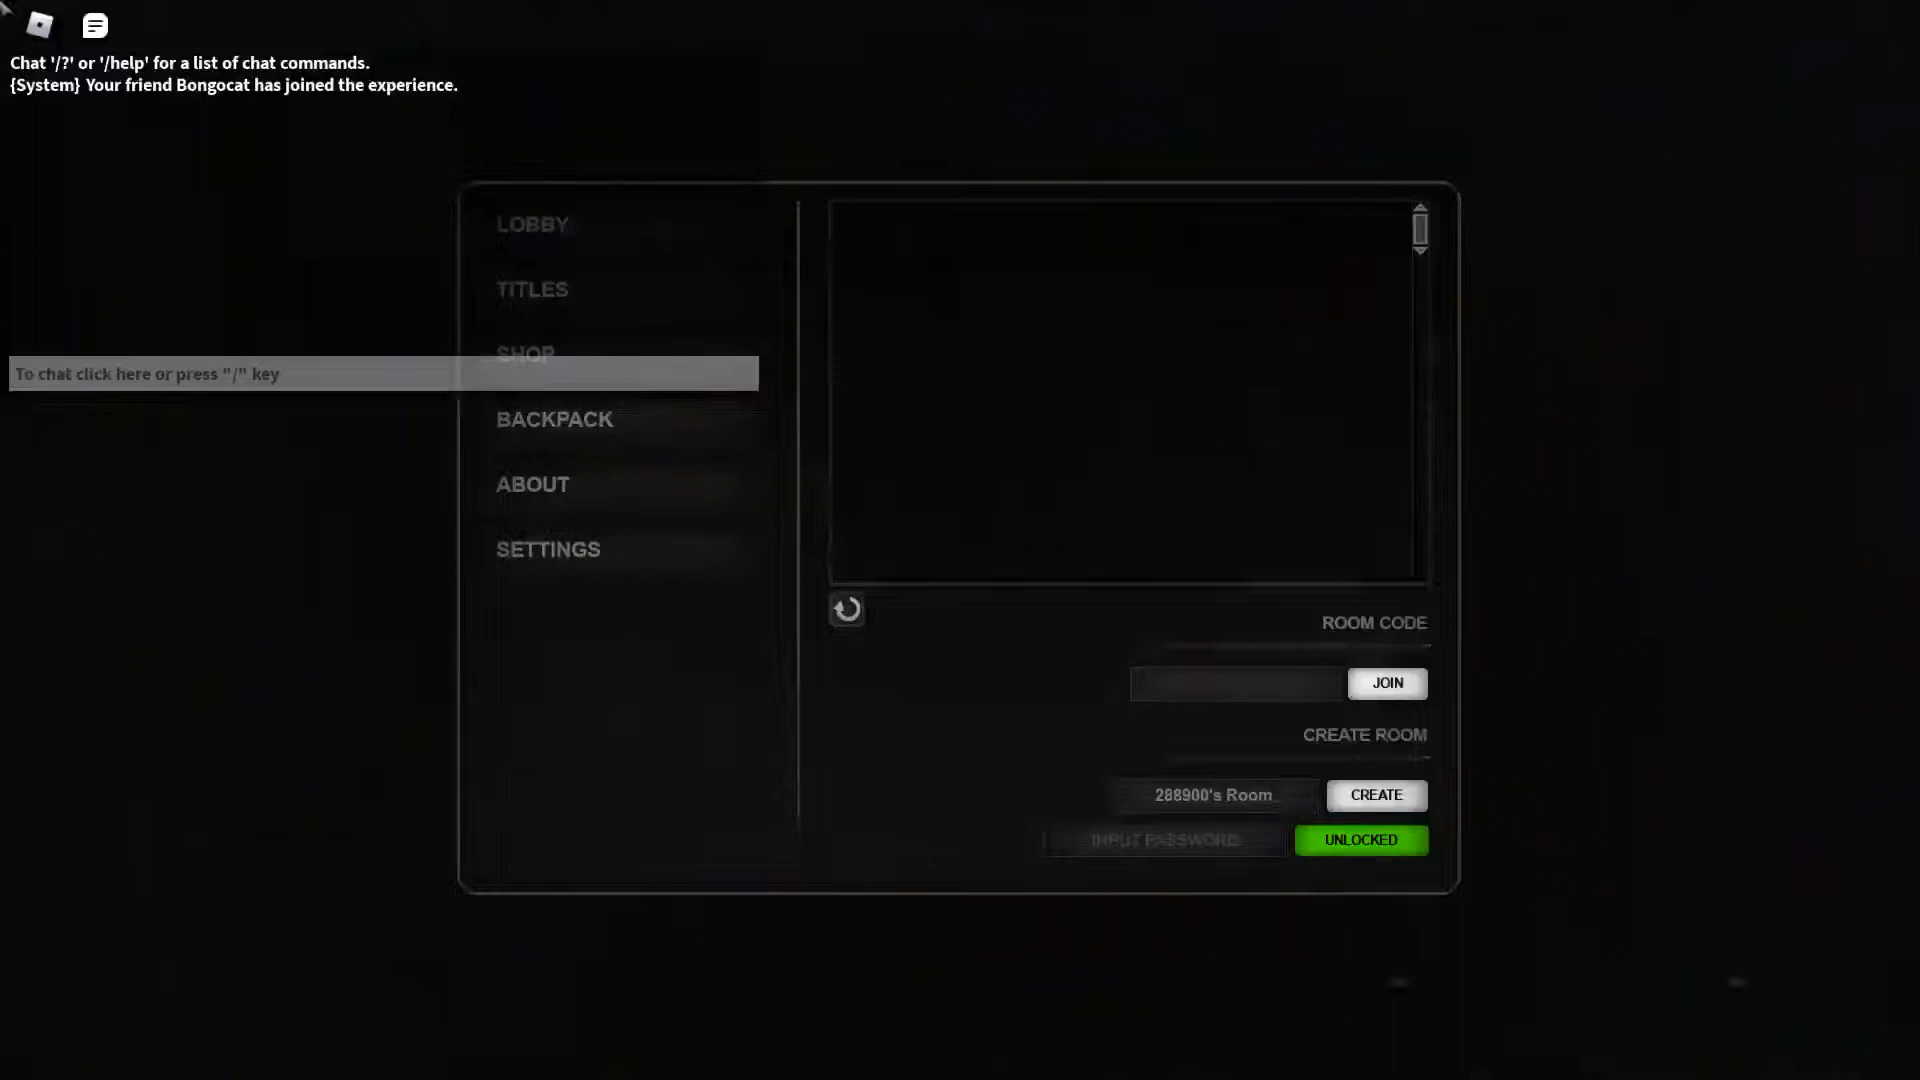 Chat '/?' or '/help' for a list of chat commands.
{System} Your friend Bongocat has joined the experience.
LOBBY
TITLES
SHOP
To chat click here or press "/" key
BACKPACK
ABOUT
SETTINGS
ROOM CODE
JOIN
CREATE ROOM
288900's Room
CREATE
INPUT PASSWORD
UNLOCKED